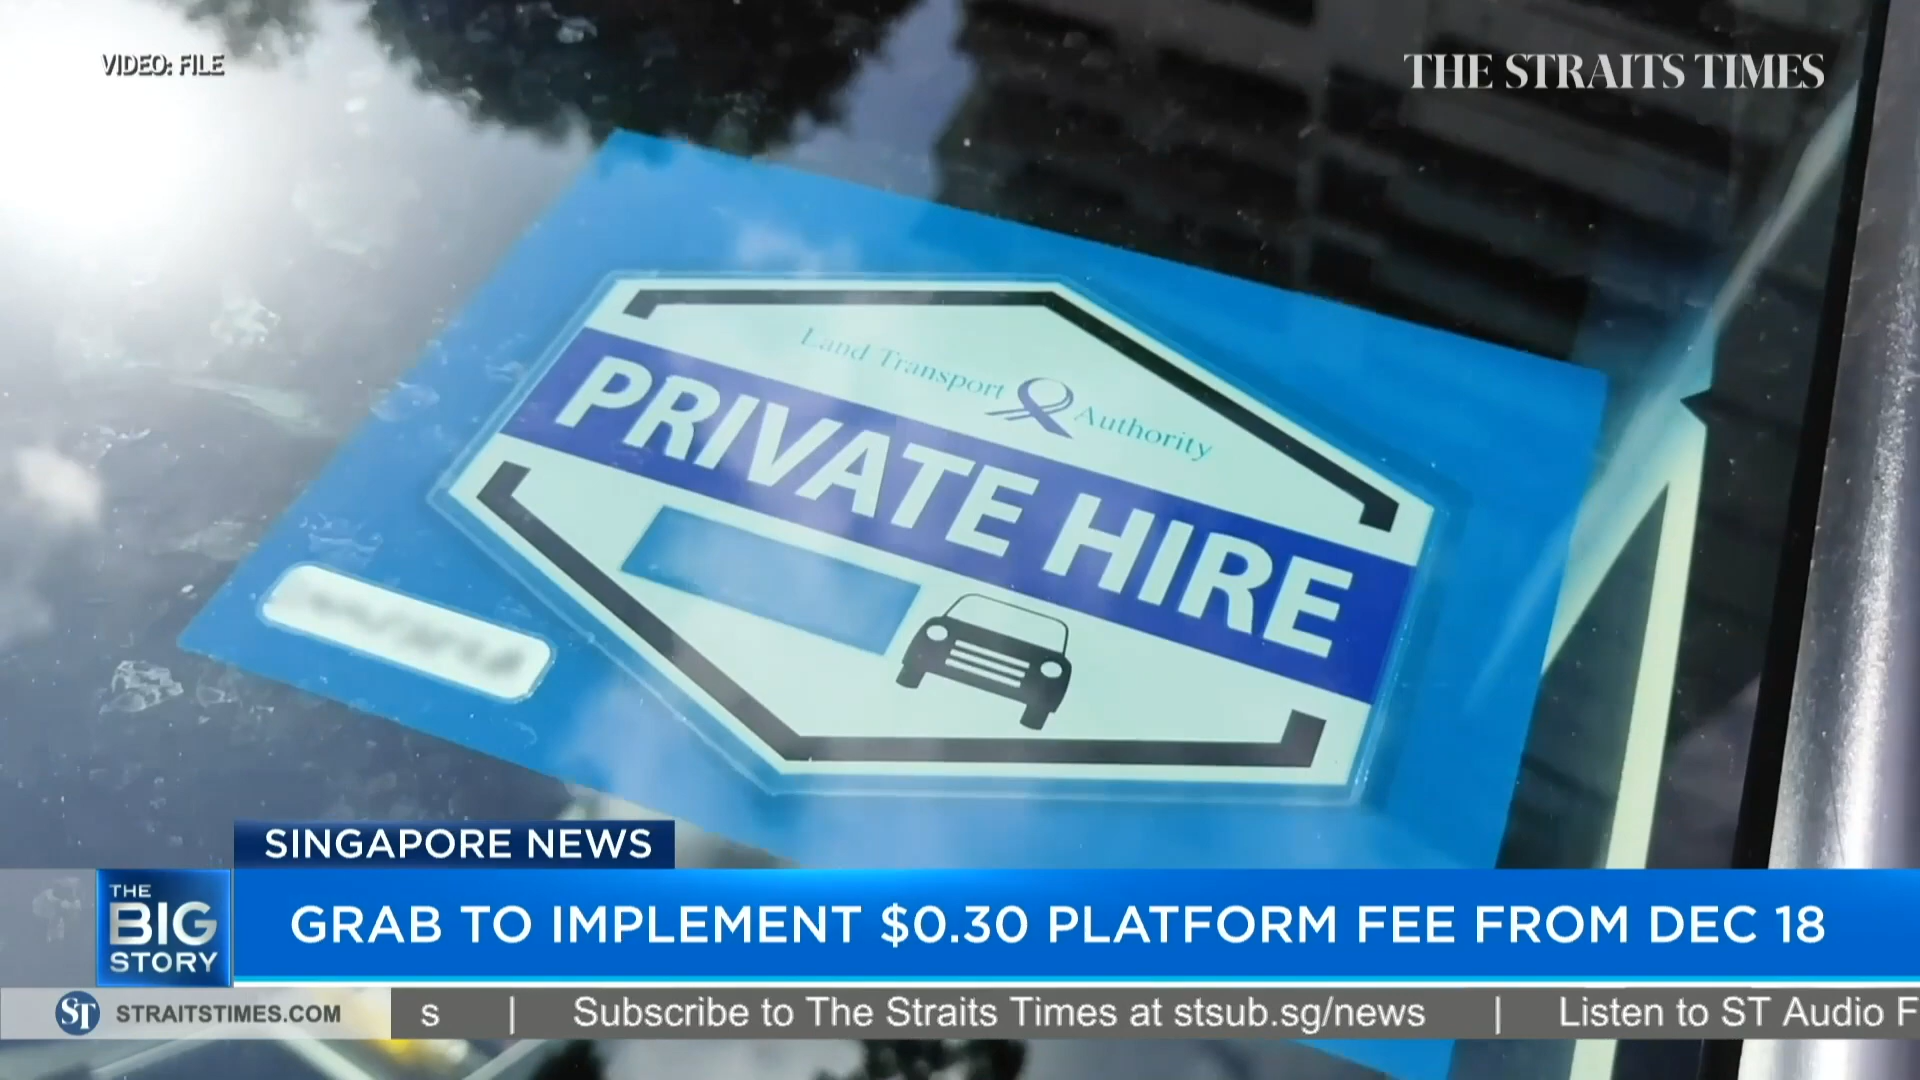 VIDEO: FILE
THE STRAITS TIMES
Land Transport Authority
PRIVATE HIRE
SINGAPORE NEWS
THE
BIG
STORY
GRAB TO IMPLEMENT $0.30 PLATFORM FEE FROM DEC 18
ST STRAITSTIMES.COM
s | Subscribe to The Straits Times at stsub.sg/news | Listen to ST Audio F